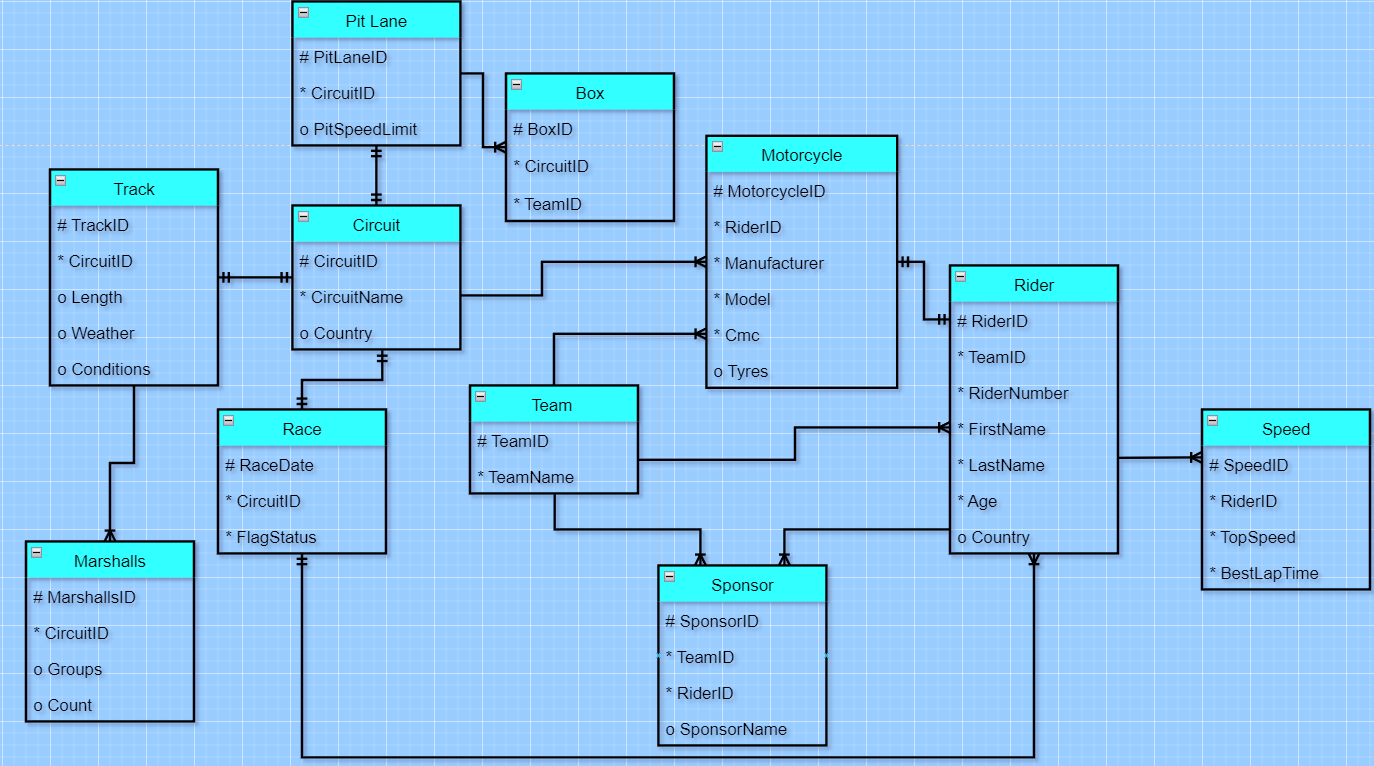 Pit Lane
# PitLaneID
* CircuitID
o PitSpeedLimit
Box
# BoxID
* CircuitID
* TeamID
Motorcycle
# MotorcycleID
* RiderID
* Manufacturer
* Model
* Cmc
o Tyres
Track
# TrackID
* CircuitID
o Length
o Weather
o Conditions
Circuit
# CircuitID
* CircuitName
o Country
Rider
# RiderID
* TeamID
* RiderNumber
* FirstName
* LastName
* Age
o Country
Team
# TeamID
* TeamName
Race
# RaceDate
* CircuitID
* FlagStatus
Speed
# SpeedID
* RiderID
* TopSpeed
* BestLapTime
Marshalls
# MarshallsID
* CircuitID
o Groups
o Count
Sponsor
# SponsorID
* TeamID
* RiderID
o SponsorName